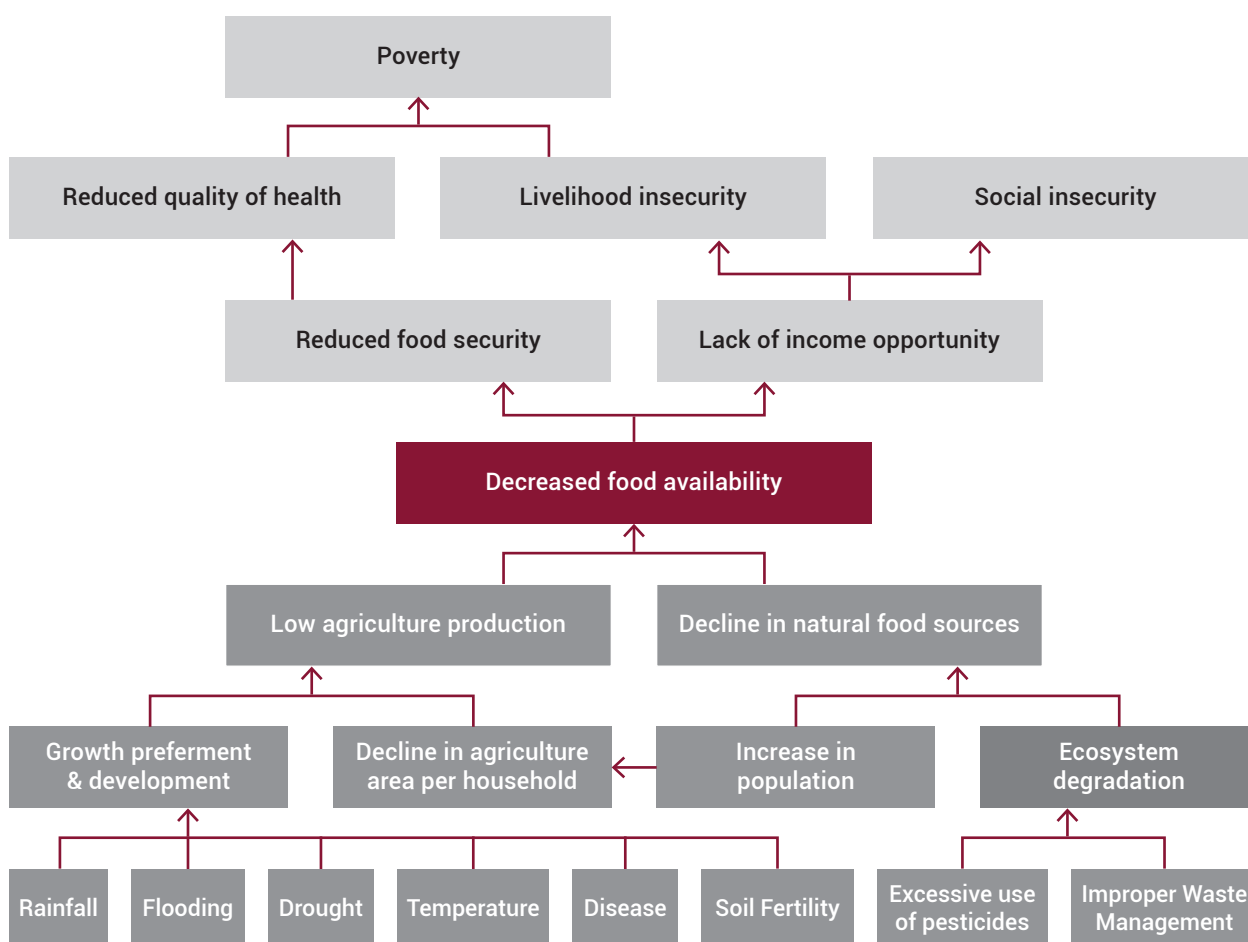 Poverty
Reduced quality of health
Livelihood insecurity
Social insecurity
Reduced food security
Lack of income opportunity
Decreased food availability
Low agriculture production
Decline in natural food sources
Growth preferment
& development
Decline in agriculture
area per household
Increase in
population
Ecosystem
degradation
Rainfall
Flooding
Drought
Temperature
Disease
Soil Fertility
Excessive use
of pesticides
Improper Waste
Management